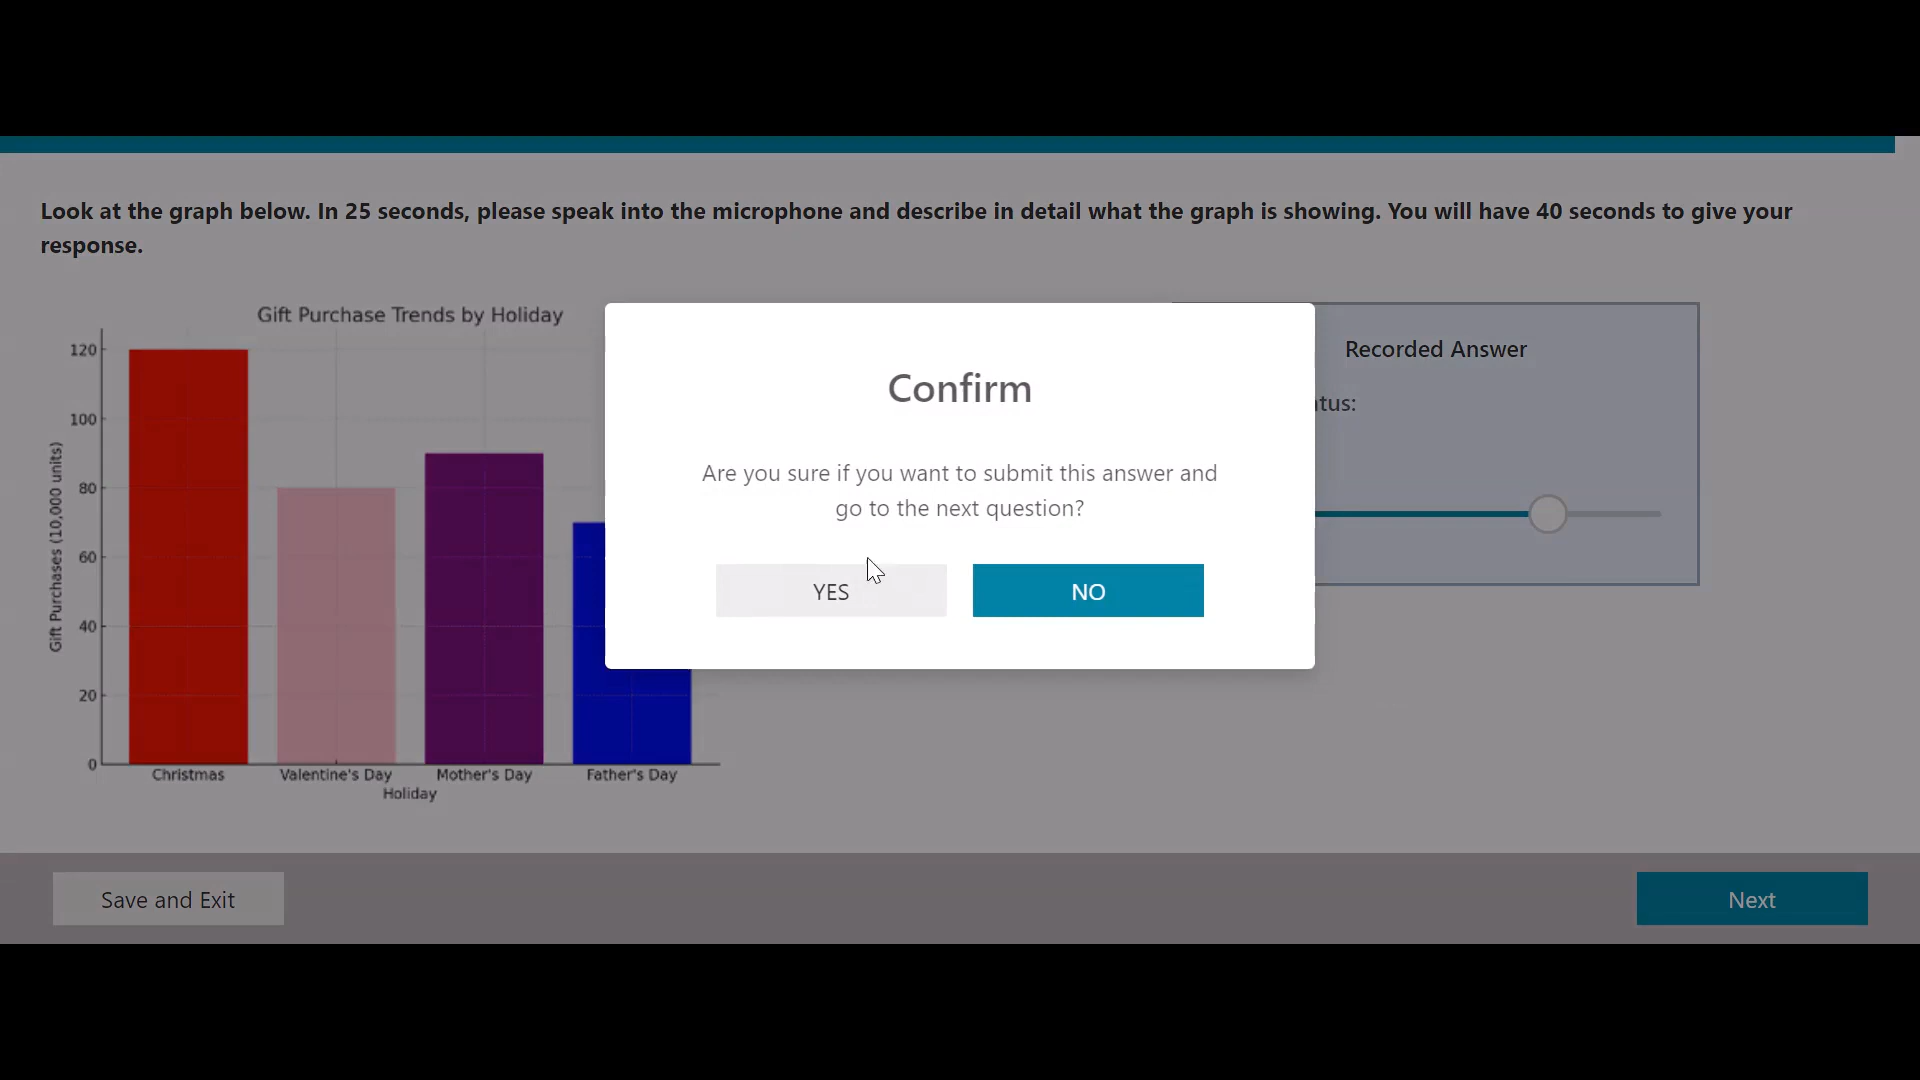 Look at the graph below. In 25 seconds, please speak into the microphone and describe in detail what the graph is showing. You will have 40 seconds to give your
response.
Gift Purchase Trends by Holiday
120
100
80
60
40
20
0
Gift Purchases (10,000 units)
Christmas
Valentine's Day
Mother's Day
Father's Day
Holiday
Recorded Answer
tus:
Confirm
Are you sure if you want to submit this answer and
go to the next question?
YES
NO
Save and Exit
Next